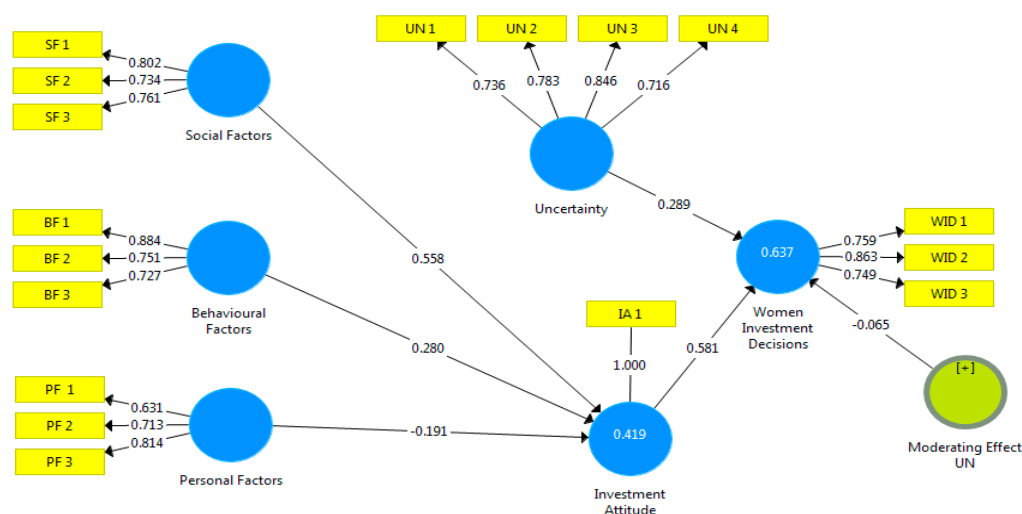 SF 1
SF 2
SF 3
0.802
0.734
0.761
Social Factors
UN 1
UN 2
UN 3
UN 4
0.736
0.783
0.846
0.716
Uncertainty
0.289
BF 1
BF 2
BF 3
0.884
0.751
0.727
Behavioural
Factors
0.558
0.280
PF 1
PF 2
PF 3
0.631
0.713
0.814
Personal Factors
-0.191
IA 1
1.000
0.419
Investment
Attitude
0.581
0.637
Women
Investment
Decisions
0.759
0.863
0.749
WID 1
WID 2
WID 3
-0.065
[+]
Moderating Effect
UN